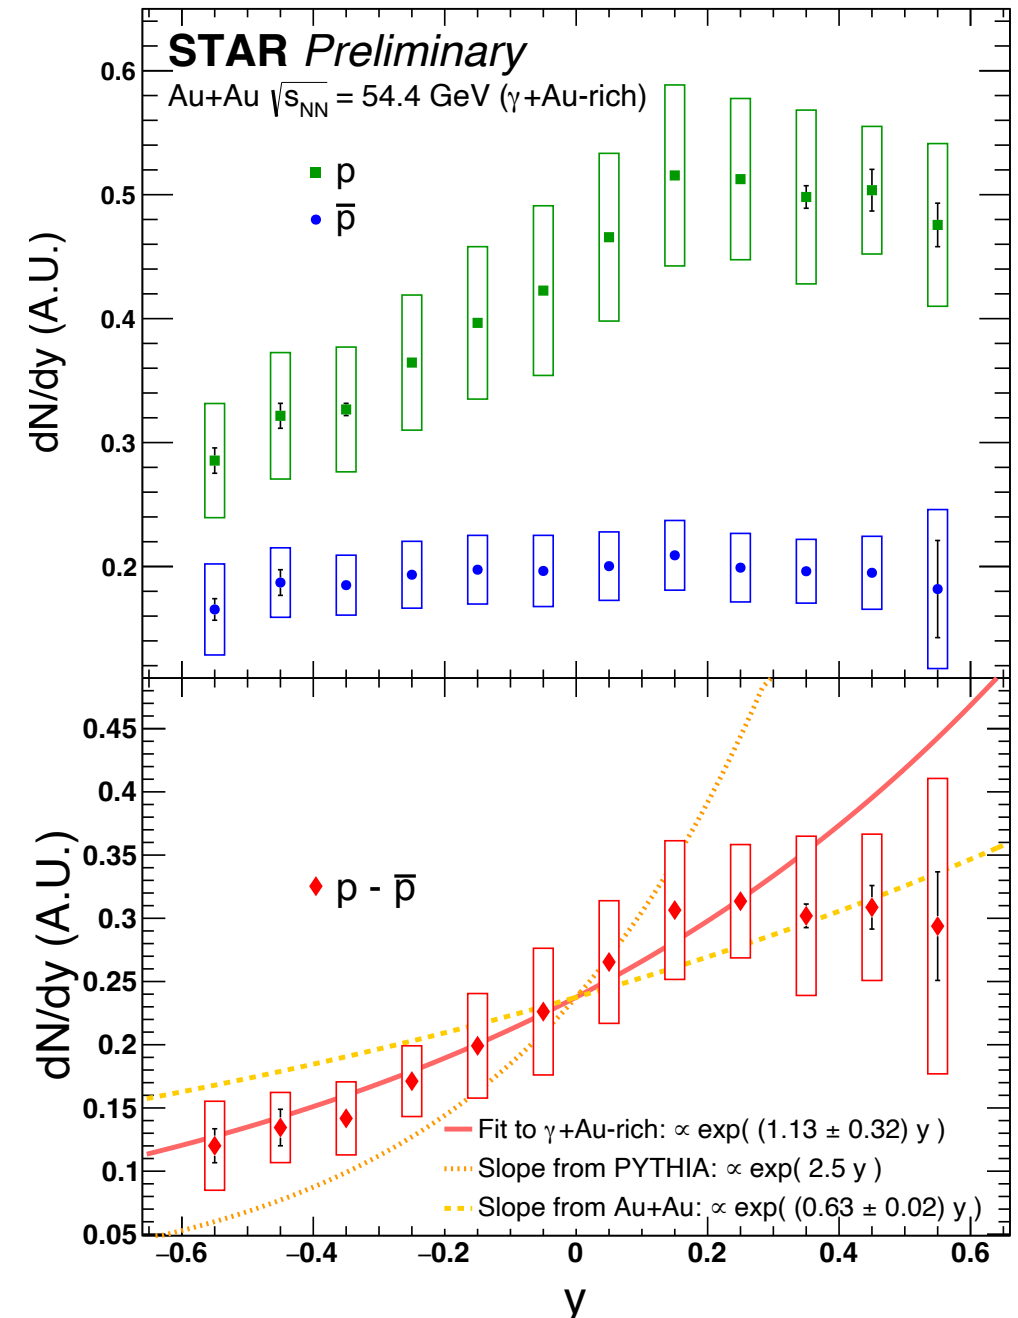 STAR Preliminary
Au+Au √s_NN = 54.4 GeV (γ+Au-rich)
p
p̅
dN/dy (A.U.)
0.6
0.5
0.4
0.3
0.2
p - p̅
dN/dy (A.U.)
0.45
0.4
0.35
0.3
0.25
0.2
0.15
0.1
0.05
Fit to γ+Au-rich: ∝ exp( (1.13 ± 0.32) y )
Slope from PYTHIA: ∝ exp( 2.5 y )
Slope from Au+Au: ∝ exp( (0.63 ± 0.02) y )
−0.6 −0.4 −0.2 0 0.2 0.4 0.6
y